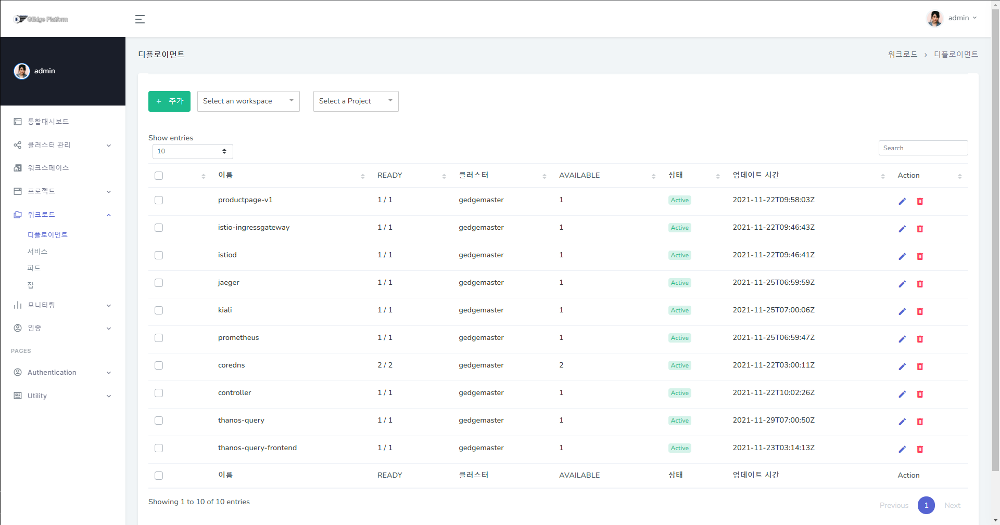 GEdge Platform
admin
admin
통합대시보드
클러스터 관리
워크스페이스
프로젝트
워크로드
디플로이먼트
서비스
파드
잡
모니터링
인증
PAGES
Authentication
Utility
디플로이먼트
워크로드 > 디플로이먼트
+ 추가
Select an workspace
Select a Project
Show entries
10
Search
이름 READY 클러스터 AVAILABLE 상태 업데이트 시간 Action
productpage-v1 1 / 1 gedgemaster 1 Active 2021-11-22T09:58:03Z
istio-ingressgateway 1 / 1 gedgemaster 1 Active 2021-11-22T09:46:43Z
istiod 1 / 1 gedgemaster 1 Active 2021-11-22T09:46:41Z
jaeger 1 / 1 gedgemaster 1 Active 2021-11-25T06:59:59Z
kiali 1 / 1 gedgemaster 1 Active 2021-11-25T07:00:06Z
prometheus 1 / 1 gedgemaster 1 Active 2021-11-25T06:59:47Z
coredns 2 / 2 gedgemaster 2 Active 2021-11-22T03:00:11Z
controller 1 / 1 gedgemaster 1 Active 2021-11-22T10:02:26Z
thanos-query 1 / 1 gedgemaster 1 Active 2021-11-29T07:00:50Z
thanos-query-frontend 1 / 1 gedgemaster 1 Active 2021-11-23T03:14:13Z
이름 READY 클러스터 AVAILABLE 상태 업데이트 시간 Action
Showing 1 to 10 of 10 entries
Previous 1 Next